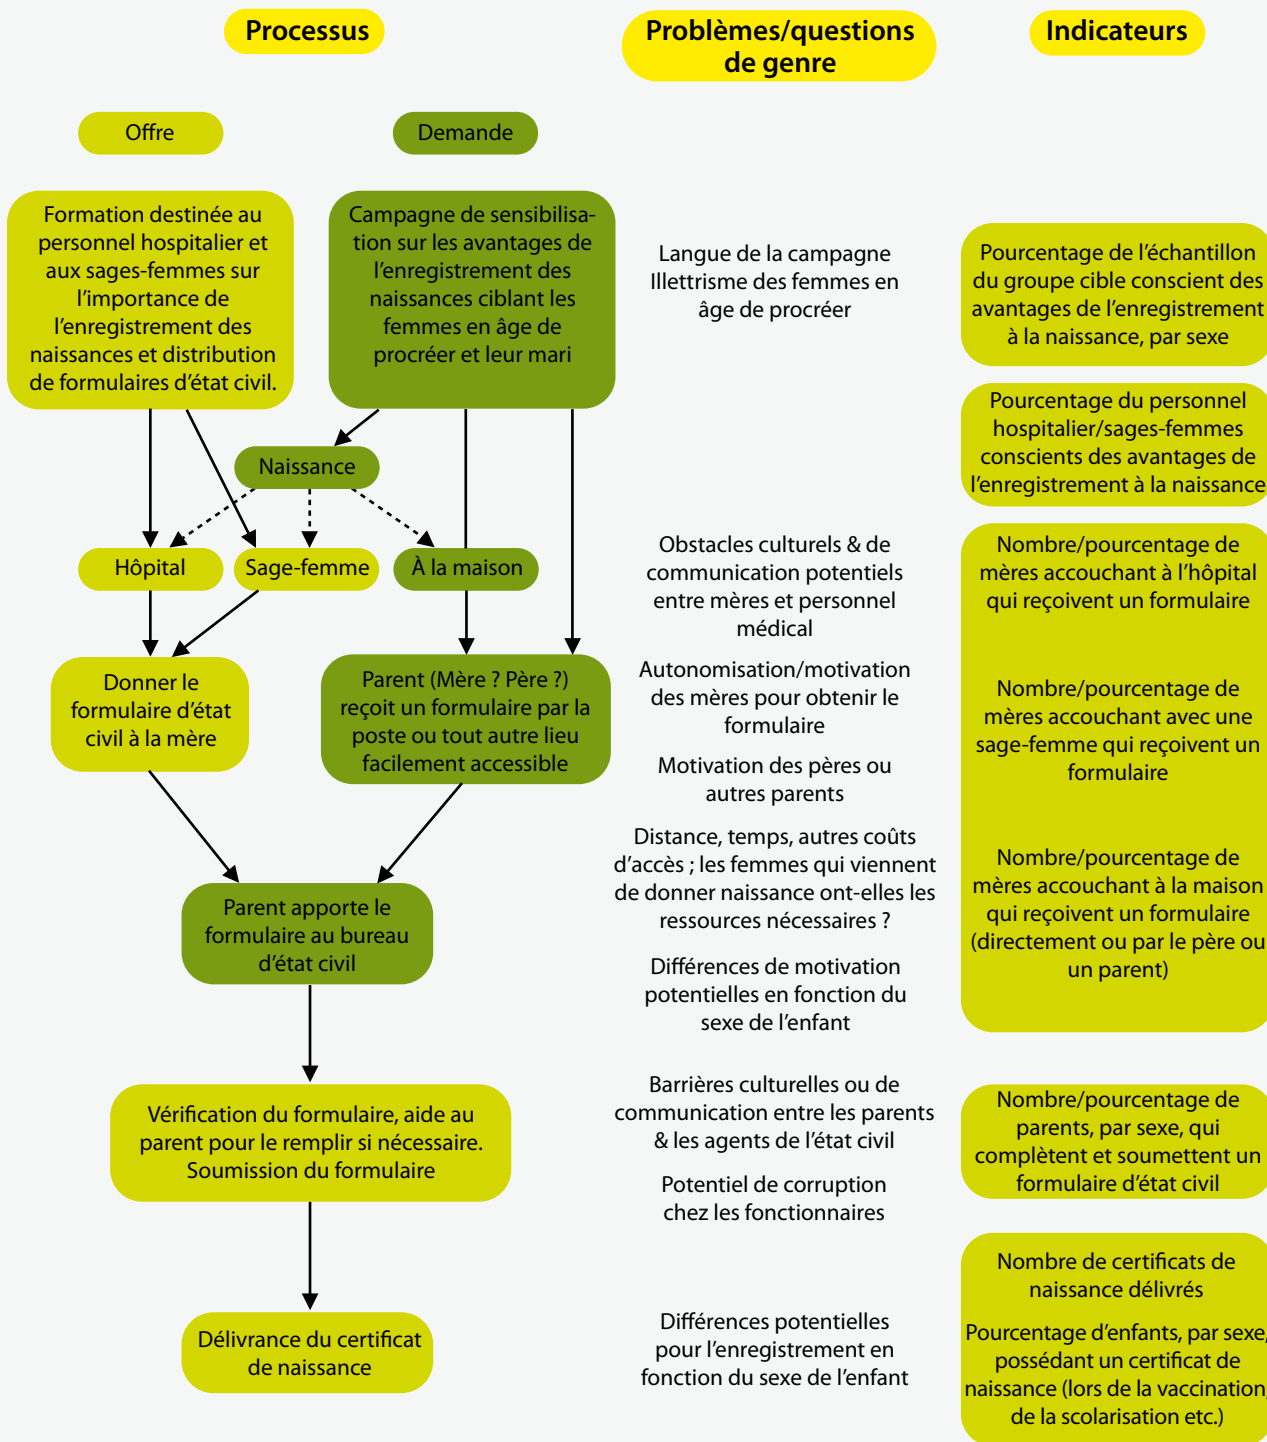 Processus
Problèmes/questions
de genre
Indicateurs
Offre
Demande
Formation destinée au
personnel hospitalier et
aux sages-femmes sur
l’importance de
l’enregistrement des
naissances et distribution
de formulaires d’état civil.
Campagne de sensibilisa-
tion sur les avantages de
l’enregistrement des
naissances ciblant les
femmes en âge de
procréer et leur mari
Langue de la campagne
Illettrisme des femmes en
âge de procréer
Pourcentage de l’échantillon
du groupe cible conscient des
avantages de l’enregistrement
à la naissance, par sexe
Pourcentage du personnel
hospitalier/sages-femmes
conscients des avantages de
l’enregistrement à la naissance
Naissance
Hôpital
Sage-femme
À la maison
Obstacles culturels & de
communication potentiels
entre mères et personnel
médical
Nombre/pourcentage de
mères accouchant à l’hôpital
qui reçoivent un formulaire
Donner le
formulaire d’état
civil à la mère
Parent (Mère ? Père ?)
reçoit un formulaire par la
poste ou tout autre lieu
facilement accessible
Autonomisation/motivation
des mères pour obtenir le
formulaire
Motivation des pères ou
autres parents
Nombre/pourcentage de
mères accouchant avec une
sage-femme qui reçoivent un
formulaire
Distance, temps, autres coûts
d’accès ; les femmes qui viennent
de donner naissance ont-elles les
ressources nécessaires ?
Nombre/pourcentage de
mères accouchant à la maison
qui reçoivent un formulaire
(directement ou par le père ou
un parent)
Parent apporte le
formulaire au bureau
d’état civil
Différences de motivation
potentielles en fonction du
sexe de l’enfant
Vérification du formulaire, aide au
parent pour le remplir si nécessaire.
Soumission du formulaire
Barrières culturelles ou de
communication entre les parents
& les agents de l’état civil
Potentiel de corruption
chez les fonctionnaires
Nombre/pourcentage de
parents, par sexe, qui
complètent et soumettent un
formulaire d’état civil
Délivrance du certificat
de naissance
Différences potentielles
pour l’enregistrement en
fonction du sexe de l’enfant
Nombre de certificats de
naissance délivrés
Pourcentage d’enfants, par sexe,
possédant un certificat de
naissance (lors de la vaccination,
de la scolarisation etc.)